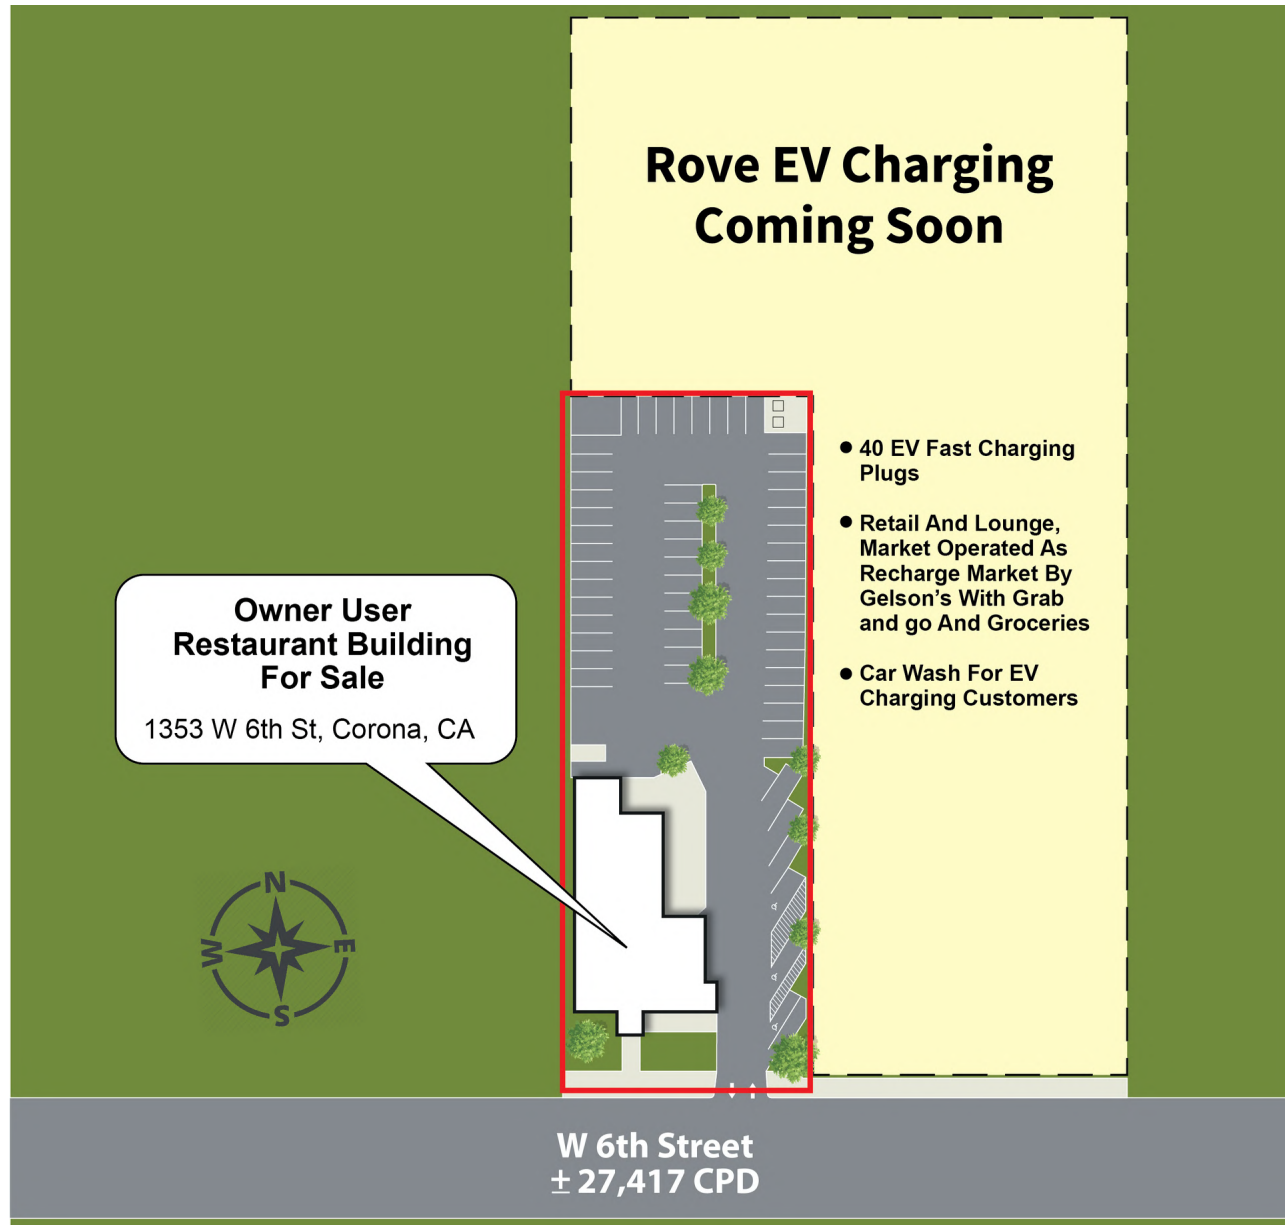 Rove EV Charging
Coming Soon
● 40 EV Fast Charging
Plugs
● Retail And Lounge,
Market Operated As
Recharge Market By
Gelson's With Grab
and go And Groceries
● Car Wash For EV
Charging Customers
Owner User
Restaurant Building
For Sale
1353 W 6th St, Corona, CA
N
W E
S
W 6th Street
± 27,417 CPD